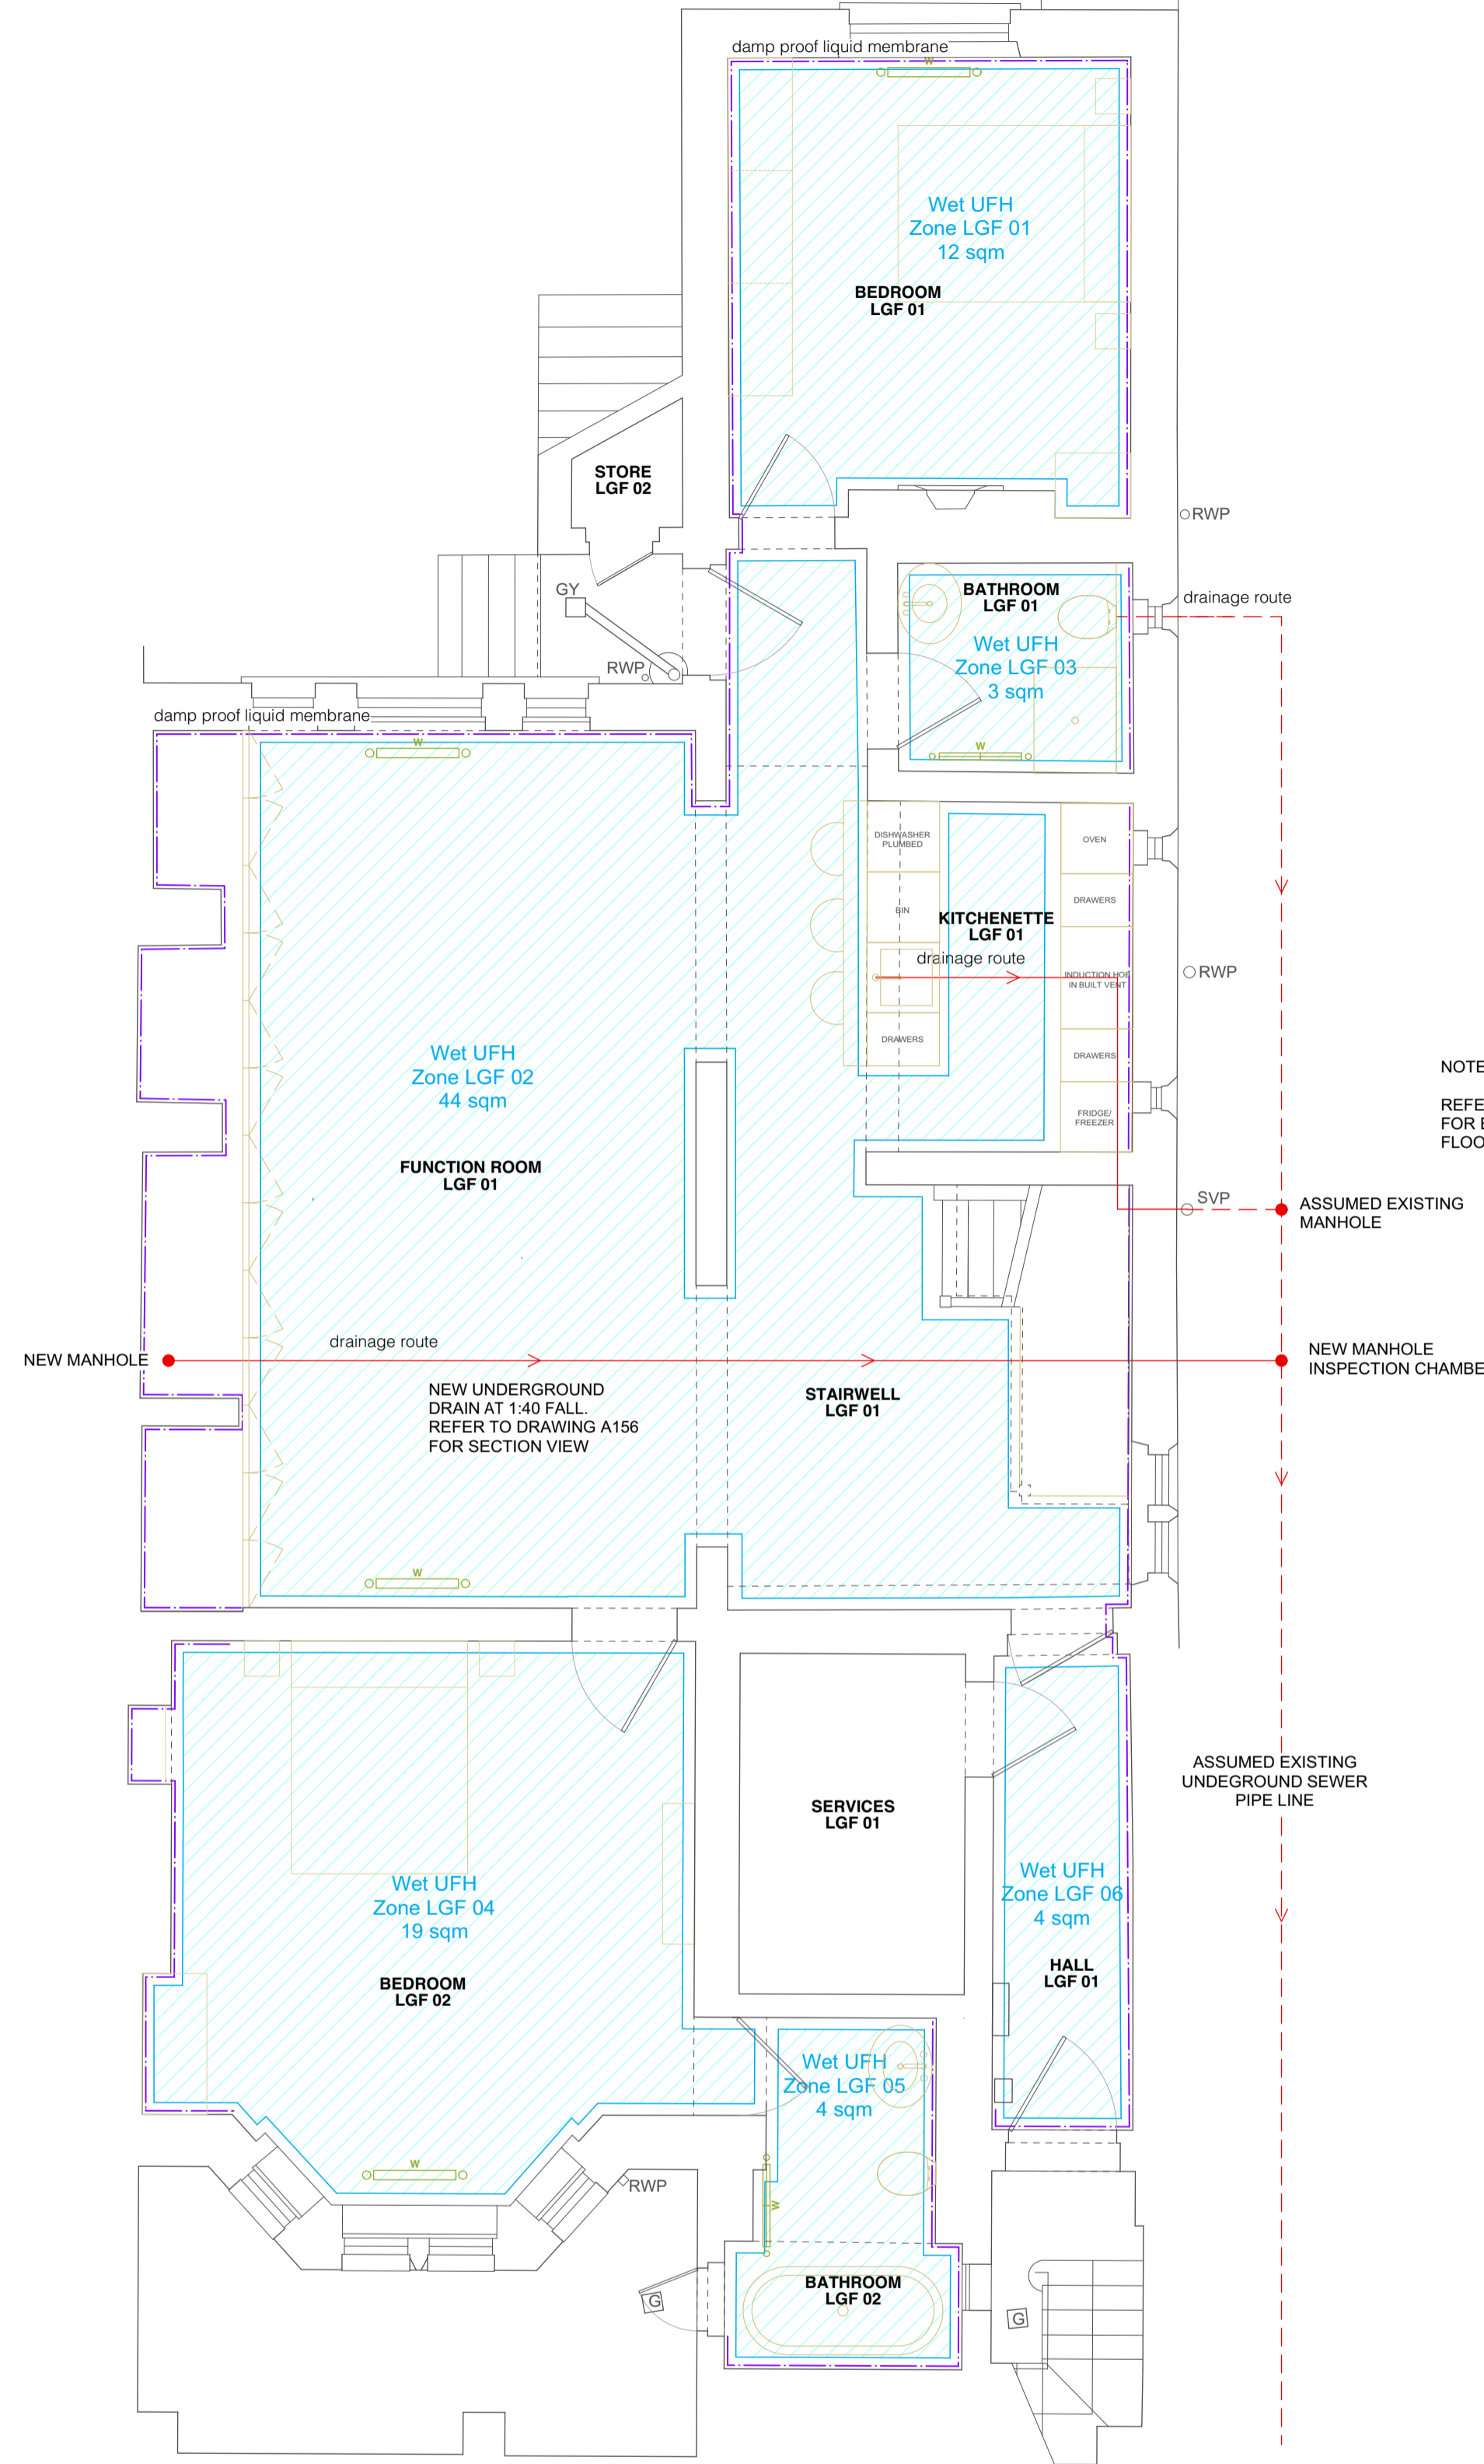 damp proof liquid membrane
W
Wet UFH
Zone LGF 01
12 sqm
BEDROOM
LGF 01
STORE
LGF 02
RWP
GY
BATHROOM
LGF 01
drainage route
Wet UFH
Zone LGF 03
3 sqm
RWP
damp proof liquid membrane
W
W
DISHWASHER
PLUMBED
OVEN
BIN
DRAWERS
KITCHENETTE
LGF 01
drainage route
INDUCTION HOB
IN BUILT VENT
RWP
DRAWERS
DRAWERS
Wet UFH
Zone LGF 02
44 sqm
NOTE
REFE
FOR E
FLOO
FRIDGE/
FREEZER
FUNCTION ROOM
LGF 01
SVP
ASSUMED EXISTING
MANHOLE
drainage route
NEW MANHOLE
NEW MANHOLE
INSPECTION CHAMBE
NEW UNDERGROUND
DRAIN AT 1:40 FALL.
REFER TO DRAWING A156
FOR SECTION VIEW
STAIRWELL
LGF 01
W
ASSUMED EXISTING
UNDEGROUND SEWER
PIPE LINE
SERVICES
LGF 01
Wet UFH
Zone LGF 04
19 sqm
Wet UFH
Zone LGF 06
4 sqm
BEDROOM
LGF 02
HALL
LGF 01
Wet UFH
Zone LGF 05
4 sqm
W
RWP
W
BATHROOM
LGF 02
G
G